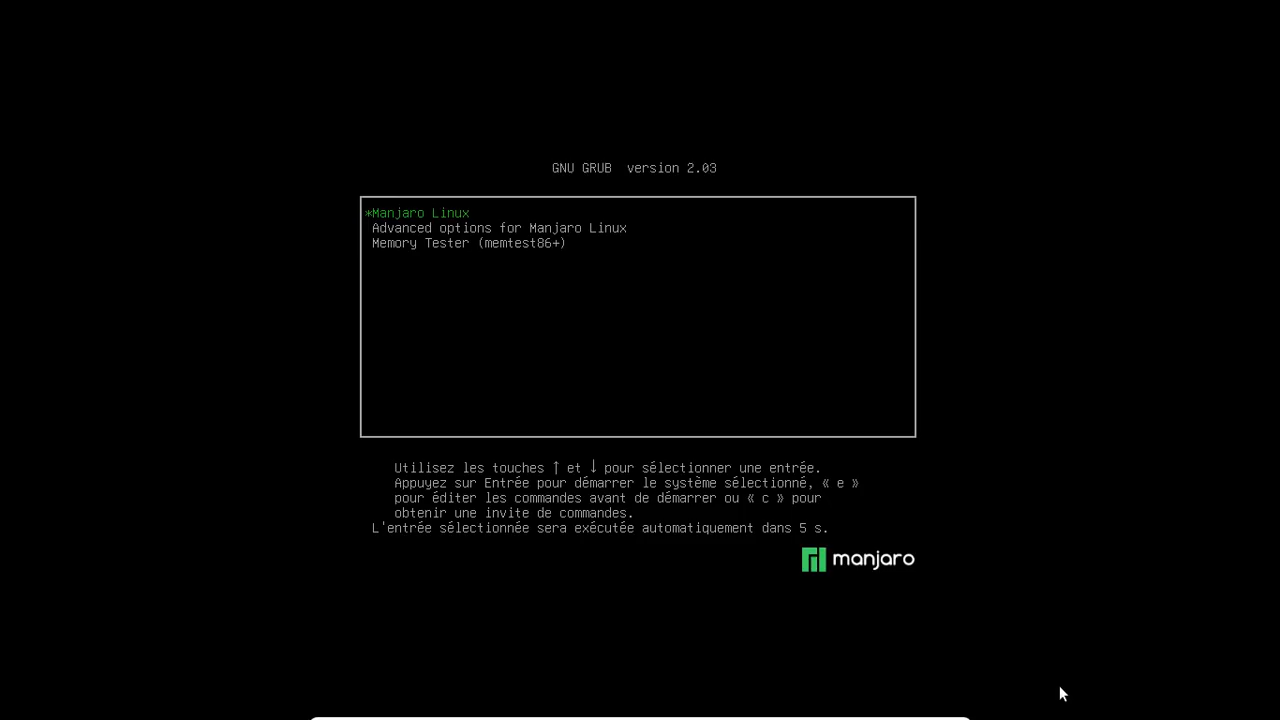 GNU GRUB  version 2.03
*Manjaro Linux
Advanced options for Manjaro Linux
Memory Tester (memtest86+)
Utilisez les touches ↑ et ↓ pour sélectionner une entrée.
Appuyez sur Entrée pour démarrer le système sélectionné, « e »
pour éditer les commandes avant de démarrer ou « c » pour
obtenir une invite de commandes.
L'entrée sélectionnée sera exécutée automatiquement dans 5 s.
manjaro